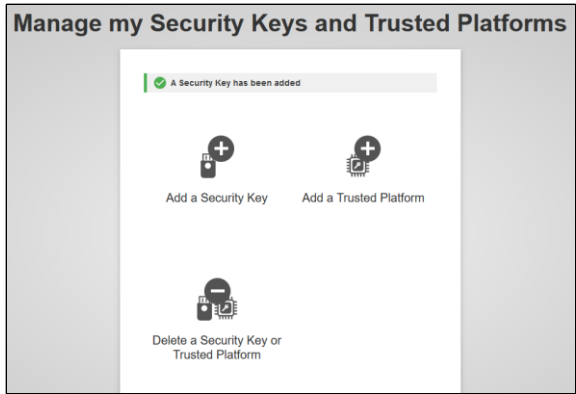 Manage my Security Keys and Trusted Platforms
A Security Key has been added
Add a Security Key
Add a Trusted Platform
Delete a Security Key or
Trusted Platform